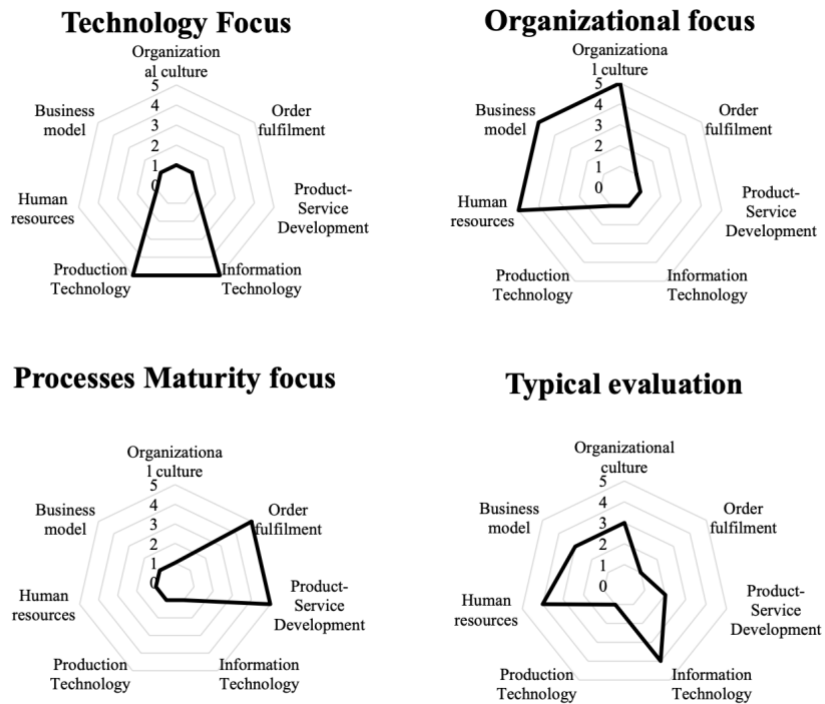 Technology Focus
Organization
al culture
5
4
3
2
1
0
Order
fulfilment
Product-
Service
Development
Information
Technology
Production
Technology
Human
resources
Business
model
Organizational focus
Organizationa
l culture
5
4
3
2
1
0
Order
fulfilment
Product-
Service
Development
Information
Technology
Production
Technology
Human
resources
Business
model
Processes Maturity focus
Organizationa
l culture
5
4
3
2
1
0
Order
fulfilment
Product-
Service
Development
Information
Technology
Production
Technology
Human
resources
Business
model
Typical evaluation
Organizational
culture
5
4
3
2
1
0
Order
fulfilment
Product-
Service
Development
Information
Technology
Production
Technology
Human
resources
Business
model